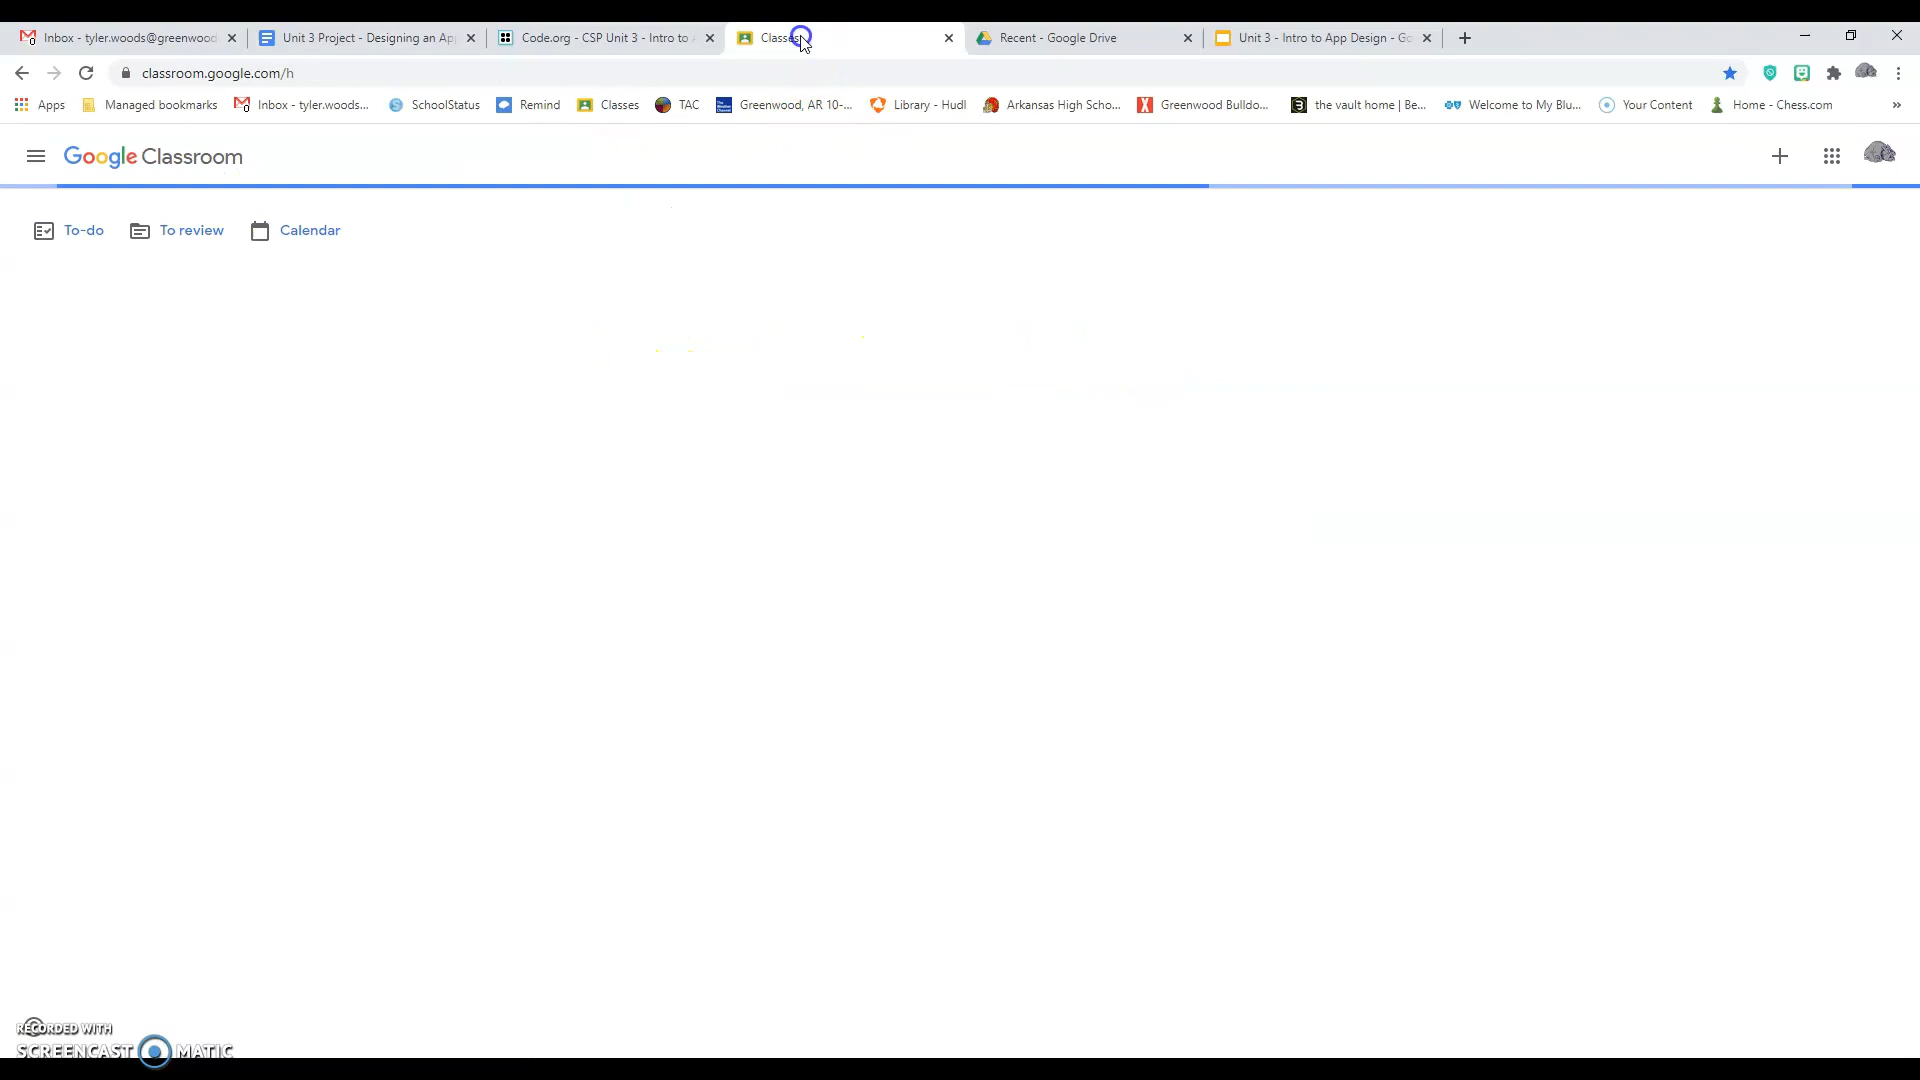 Inbox - tyler.woods@greenwood
Unit 3 Project - Designing an Ap
Code.org - CSP Unit 3 - Intro to
Classes
Recent - Google Drive
Unit 3 - Intro to App Design - Go
classroom.google.com/h
Apps
Managed bookmarks
Inbox - tyler.woods...
SchoolStatus
Remind
Classes
TAC
Greenwood, AR 10-...
Library - Hudl
Arkansas High Scho...
Greenwood Bulldo...
the vault home | Be...
Welcome to My Blu...
Your Content
Home - Chess.com
»
Google Classroom
To-do
To review
Calendar
RECORDED WITH
SCREENCAST MATIC